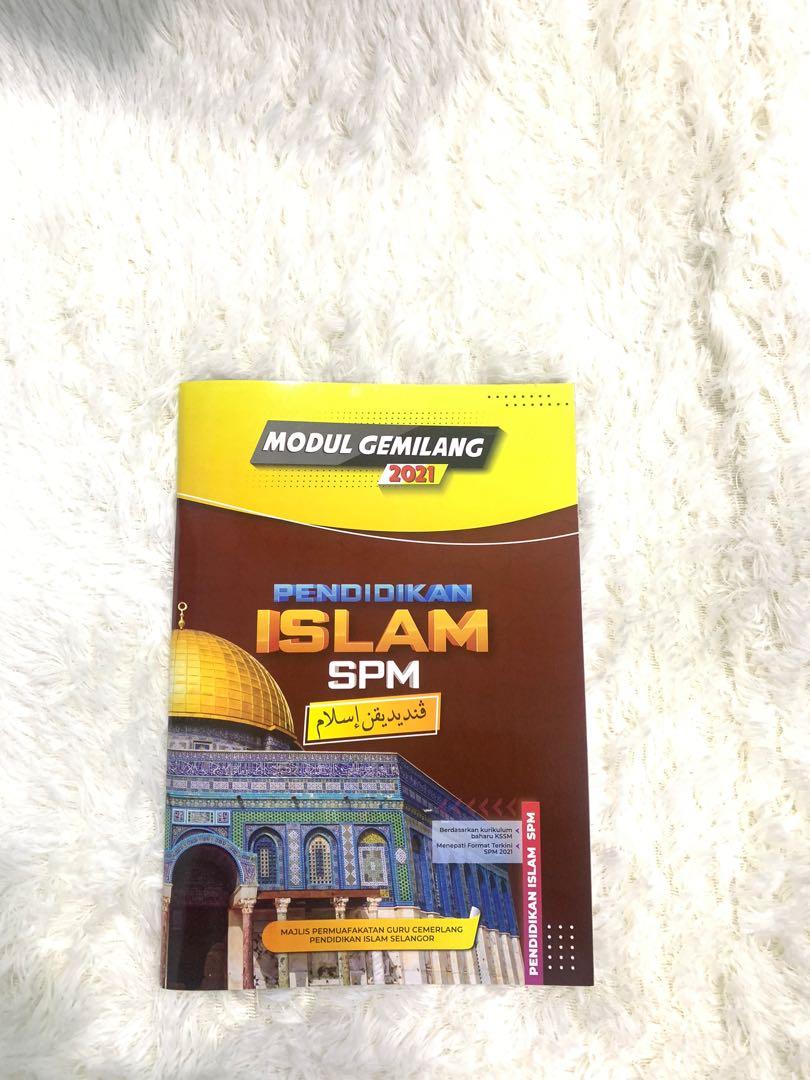 MODUL GEMILANG
2021
PENDIDIKAN
ISLAM
SPM
ڤنديديقن إسلام
Berdasarkan kurikulum
baharu KSSM
Menepati Format Terkini
SPM 2021
MAJLIS PERMUAFAKATAN GURU CEMERLANG
PENDIDIKAN ISLAM SELANGOR
PENDIDIKAN ISLAM SPM